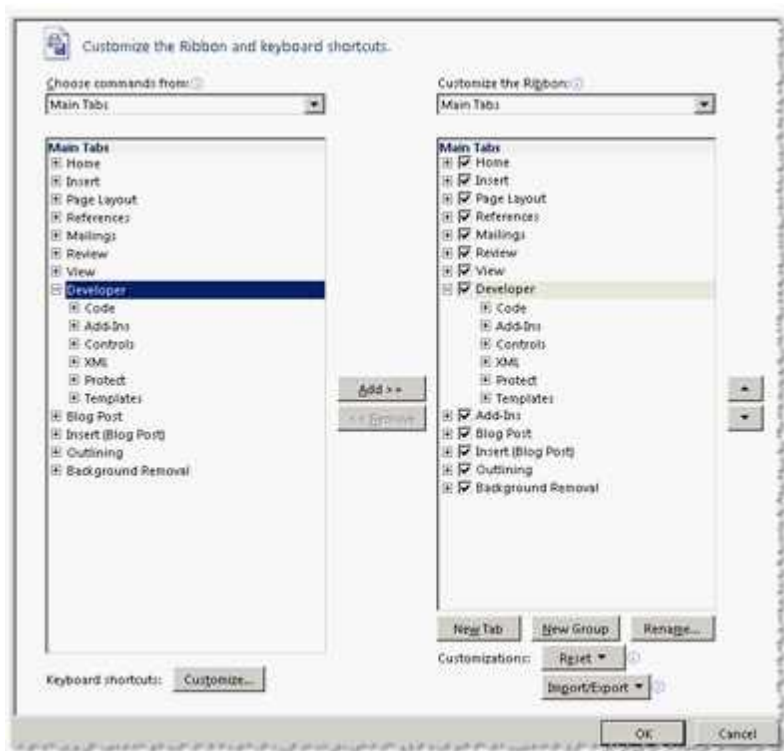 Customize the Ribbon and keyboard shortcuts.
Choose commands from:
Main Tabs
Main Tabs
Home
Insert
Page Layout
References
Mailings
Review
View
Developer
Code
Add-Ins
Controls
XML
Protect
Templates
Blog Post
Insert (Blog Post)
Outlining
Background Removal
Keyboard shortcuts: Customize...
Add >>
<< Remove
Customize the Ribbon:
Main Tabs
Main Tabs
Home
Insert
Page Layout
References
Mailings
Review
View
Developer
Code
Add-Ins
Controls
XML
Protect
Templates
Add-Ins
Blog Post
Insert (Blog Post)
Outlining
Background Removal
New Tab New Group Rename...
Customizations: Reset
Import/Export
OK Cancel